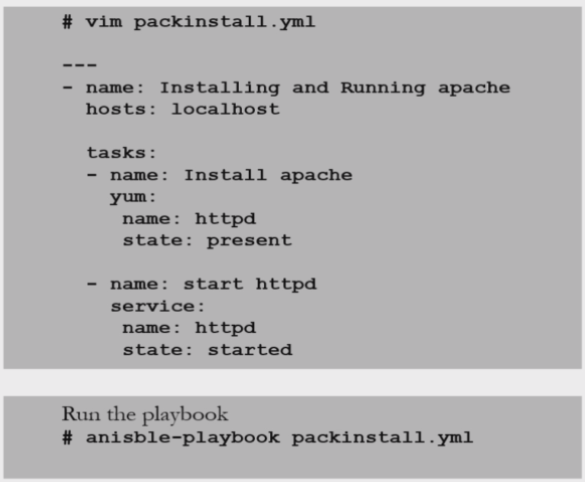 # vim packinstall.yml
---
- name: Installing and Running apache
hosts: localhost
tasks:
- name: Install apache
yum:
name: httpd
state: present
- name: start httpd
service:
name: httpd
state: started
Run the playbook
# anisble-playbook packinstall.yml